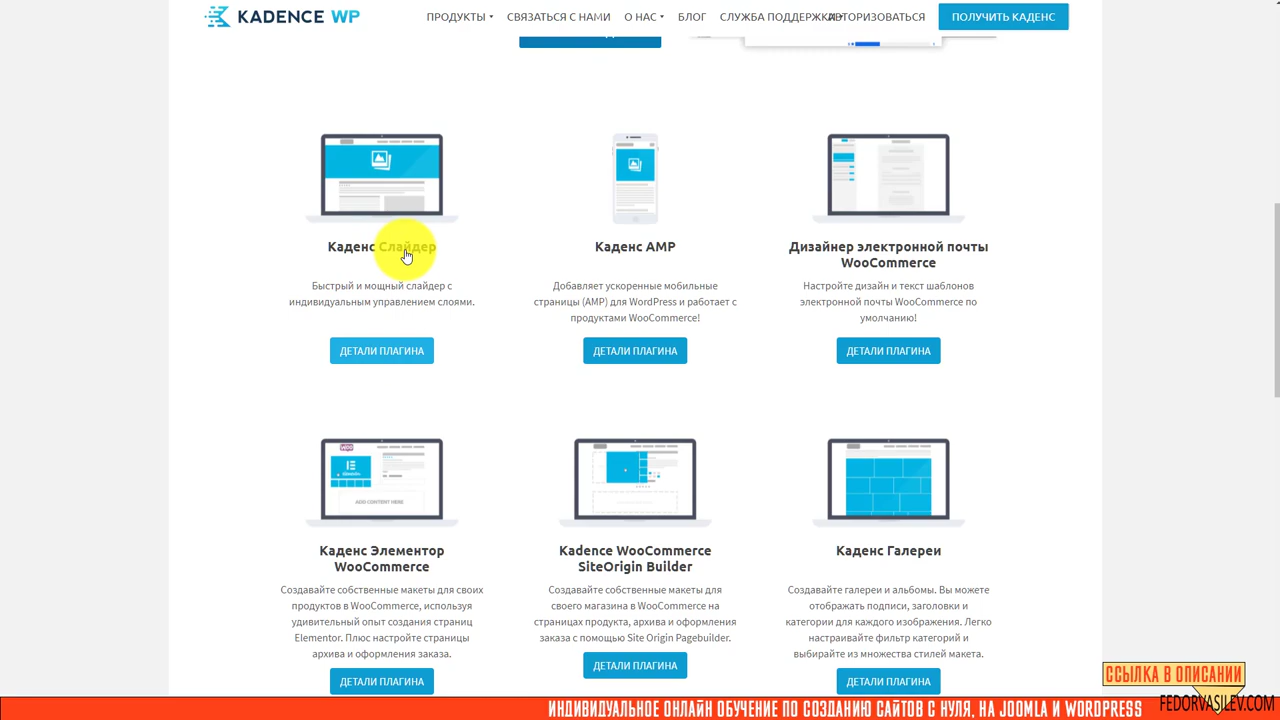 KADENCE WP
ПРОДУКТЫ
СВЯЗАТЬСЯ С НАМИ
О НАС
БЛОГ
СЛУЖБА ПОДДЕРЖКИ
АВТОРИЗОВАТЬСЯ
ПОЛУЧИТЬ КАДЕНС
Каденс Слайдер
Быстрый и мощный слайдер с
индивидуальным управлением слоями.
ДЕТАЛИ ПЛАГИНА
Каденс AMP
Добавляет ускоренные мобильные
страницы (AMP) для WordPress и работает с
продуктами WooCommerce!
ДЕТАЛИ ПЛАГИНА
Дизайнер электронной почты
WooCommerce
Настройте дизайн и текст шаблонов
электронной почты WooCommerce по
умолчанию!
ДЕТАЛИ ПЛАГИНА
ADD CONTENT HERE
Каденс Элементор
WooCommerce
Создавайте собственные макеты для своих
продуктов в WooCommerce, используя
удивительный опыт создания страниц
Elementor. Плюс настройте страницы
архива и оформления заказа.
ДЕТАЛИ ПЛАГИНА
Kadence WooCommerce
SiteOrigin Builder
Создавайте собственные макеты для
своего магазина в WooCommerce на
страницах продукта, архива и оформления
заказа с помощью Site Origin Pagebuilder.
ДЕТАЛИ ПЛАГИНА
Каденс Галереи
Создавайте галереи и альбомы. Вы можете
отображать подписи, заголовки и
категории для каждого изображения. Легко
настраивайте фильтр категорий и
выбирайте из множества стилей макета.
ДЕТАЛИ ПЛАГИНА
ССЫЛКА В ОПИСАНИИ
FEDORVASILEV.COM
ИНДИВИДУАЛЬНОЕ ОНЛАЙН ОБУЧЕНИЕ ПО СОЗДАНИЮ САЙТОВ С НУЛЯ, НА JOOMLA И WORDPRESS